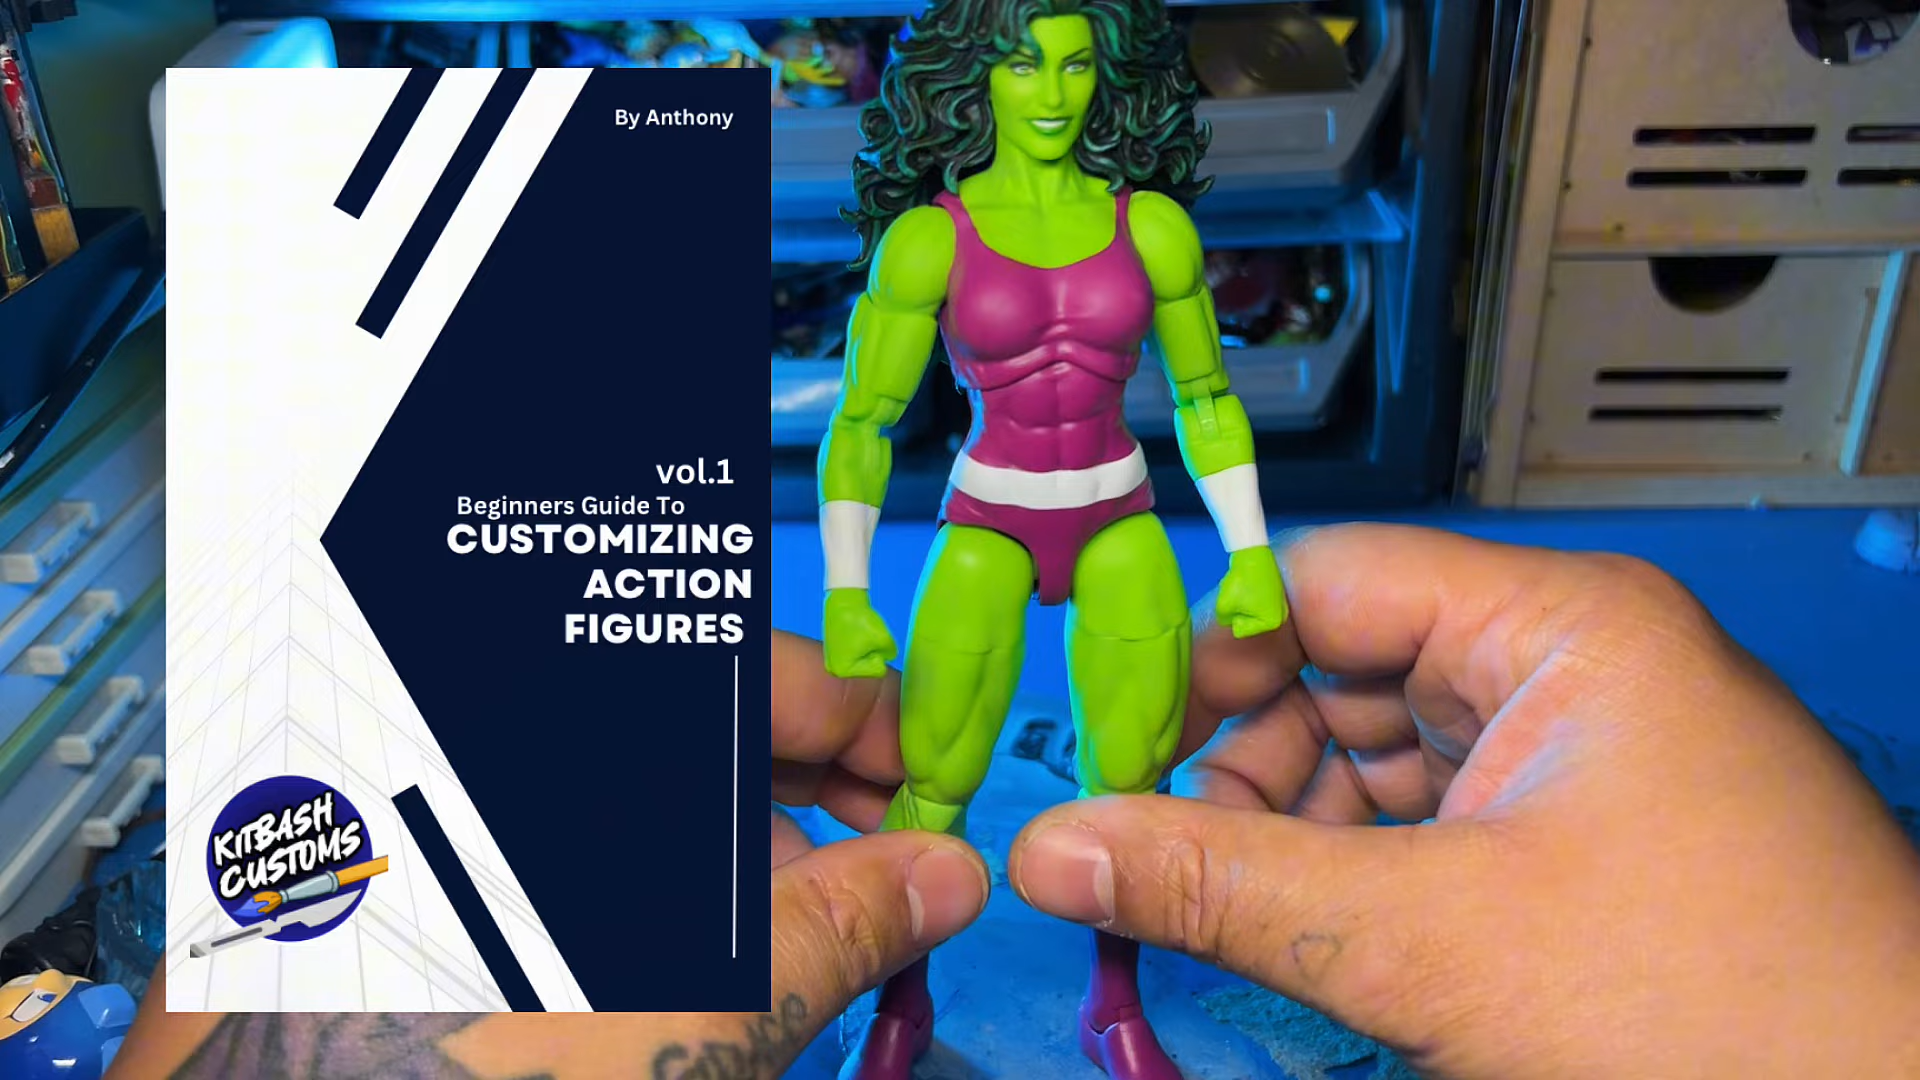 By Anthony
vol.1
Beginners Guide To
CUSTOMIZING
ACTION
FIGURES
KITBASH
CUSTOMS